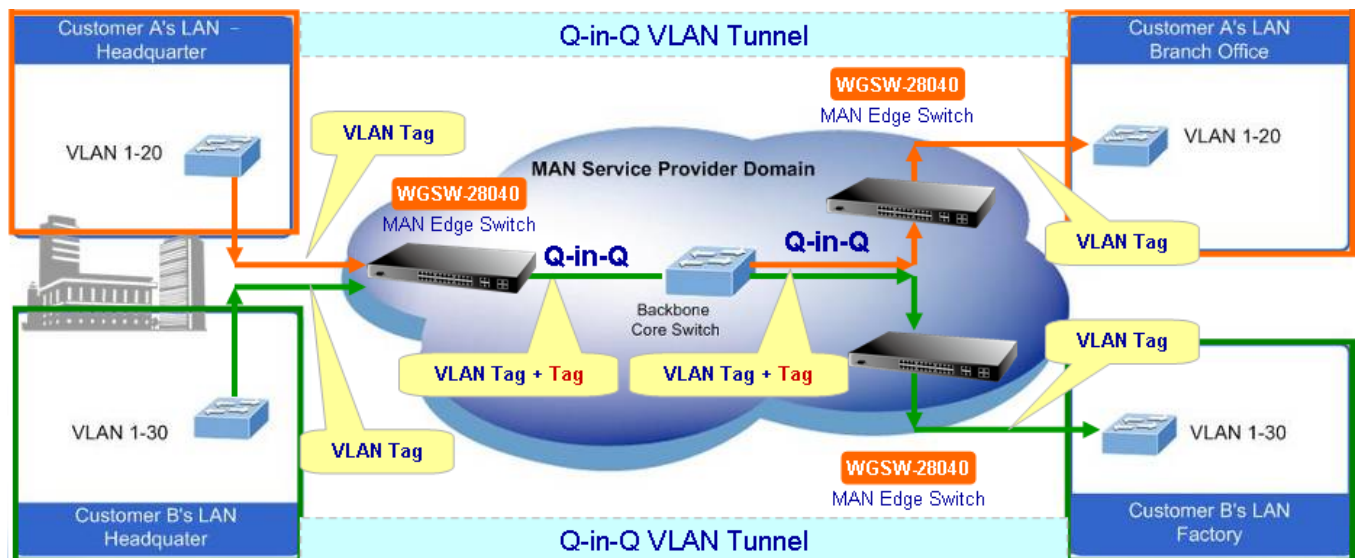 Customer A's LAN –
Headquarter
Q-in-Q VLAN Tunnel
Customer A's LAN
Branch Office
VLAN 1-20
VLAN Tag
WGSW-28040
MAN Edge Switch
VLAN 1-20
MAN Service Provider Domain
WGSW-28040
MAN Edge Switch
VLAN Tag
Q-in-Q
Q-in-Q
Backbone
Core Switch
VLAN Tag + Tag
VLAN Tag + Tag
VLAN Tag
VLAN 1-30
VLAN Tag
VLAN 1-30
WGSW-28040
MAN Edge Switch
Customer B's LAN
Headquater
Q-in-Q VLAN Tunnel
Customer B's LAN
Factory